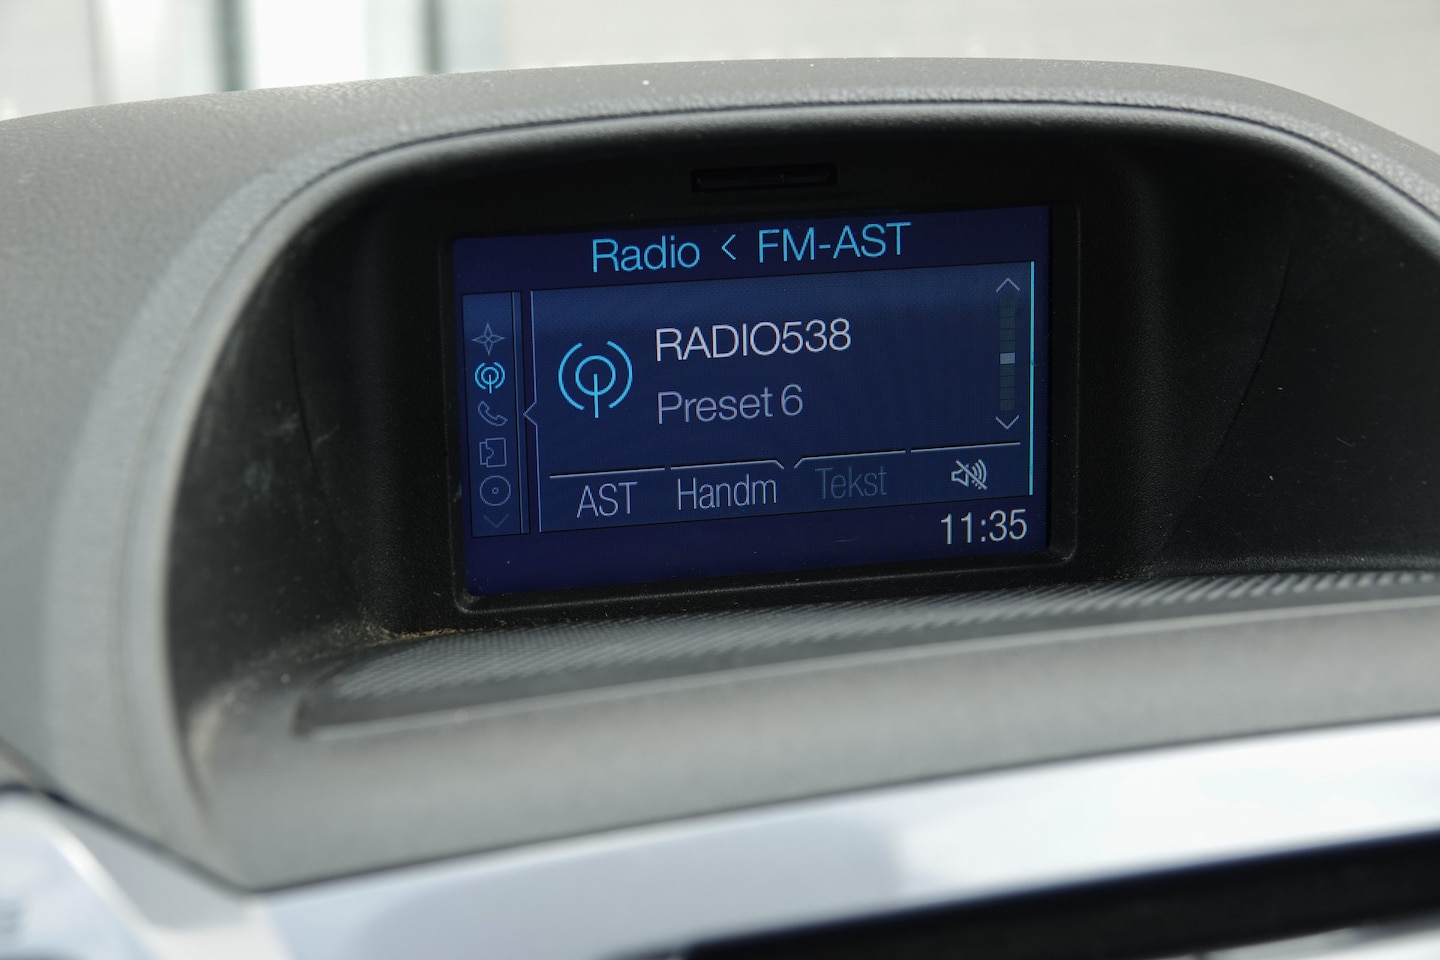 Radio < FM-AST
RADIO538
Preset 6
AST Handm Tekst
11:35